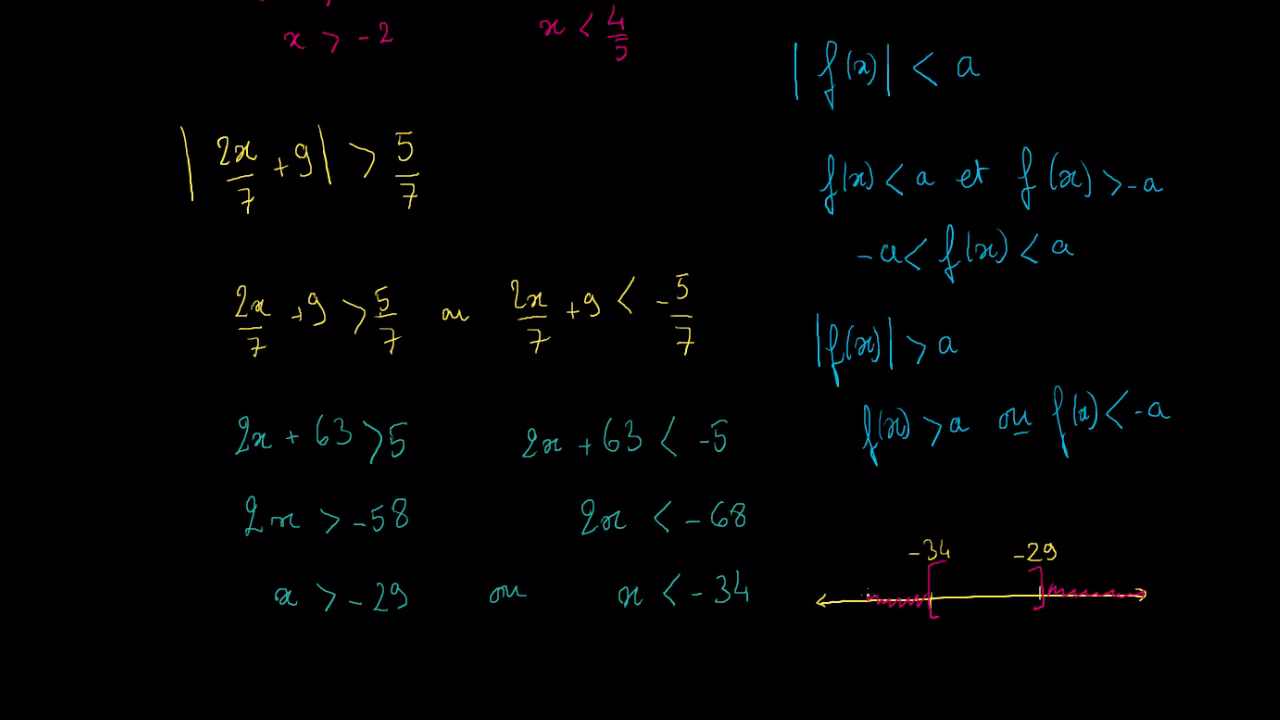 x > -2 x < 4/5
|2x/7 + 9| > 5/7
2x/7 + 9 > 5/7 ou 2x/7 + 9 < -5/7
2x + 63 > 5 2x + 63 < -5
2x > -58 2x < -68
x > -29 ou x < -34
|f(x)| < a
f(x) < a et f(x) > -a
-a < f(x) < a
|f(x)| > a
f(x) > a ou f(x) < -a
-34 -29